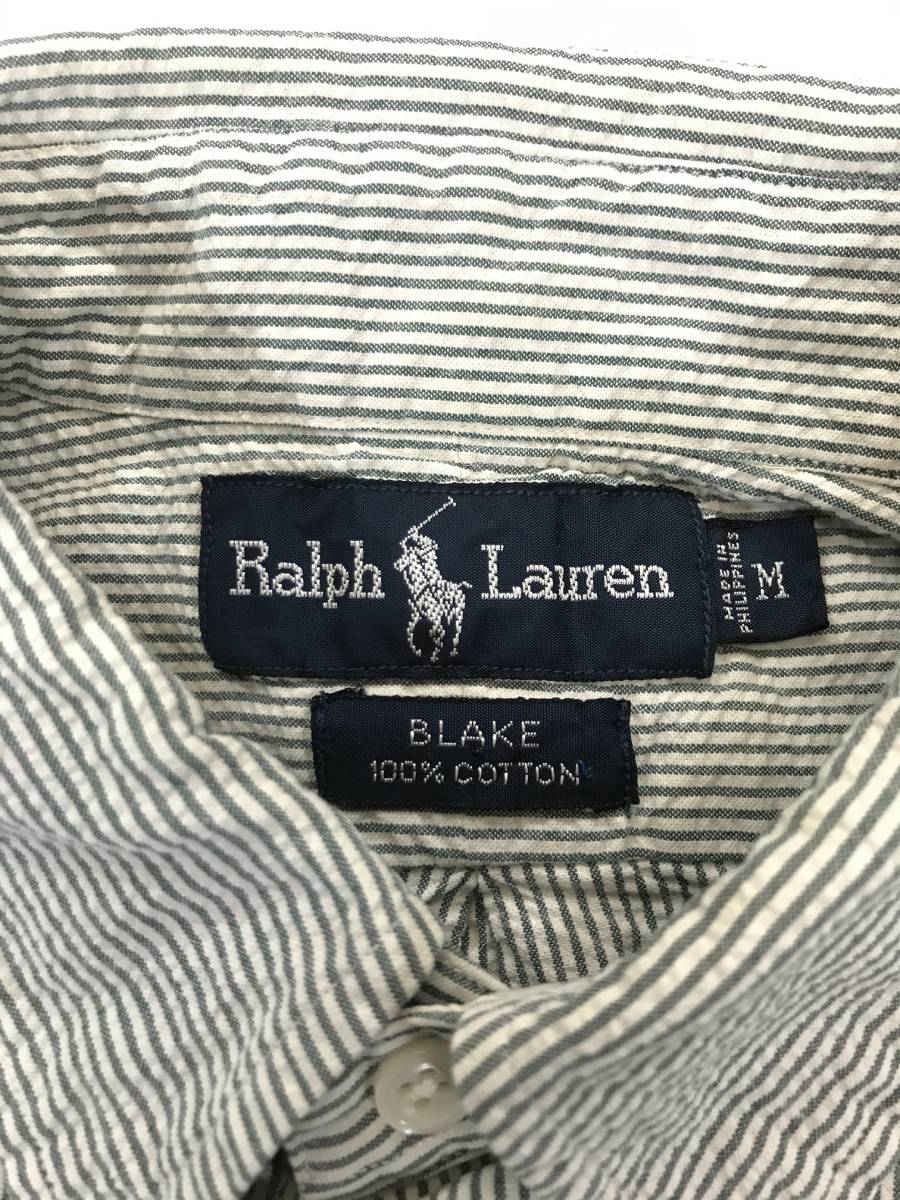 Ralph Lauren
MADE IN
PHILIPPINES
M
BLAKE
100% COTTON